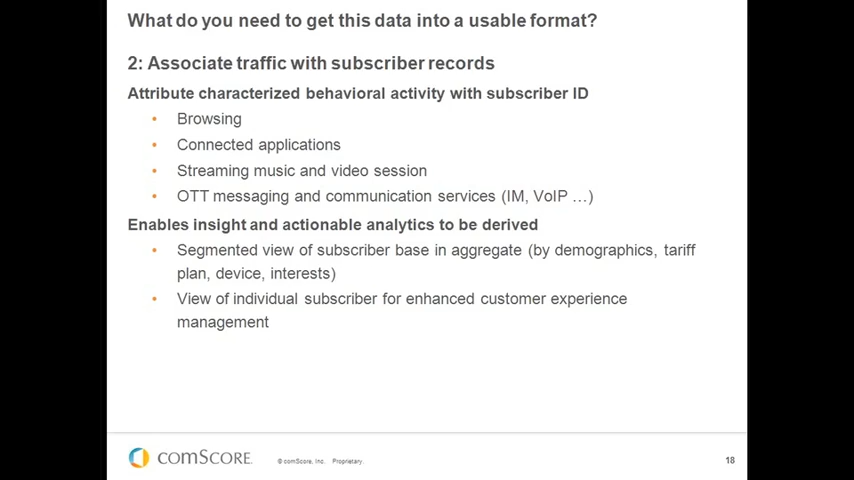 What do you need to get this data into a usable format?
2: Associate traffic with subscriber records
Attribute characterized behavioral activity with subscriber ID
• Browsing
• Connected applications
• Streaming music and video session
• OTT messaging and communication services (IM, VoIP …)
Enables insight and actionable analytics to be derived
• Segmented view of subscriber base in aggregate (by demographics, tariff
plan, device, interests)
• View of individual subscriber for enhanced customer experience
management
comSCORE.
© comScore, Inc. Proprietary.
18